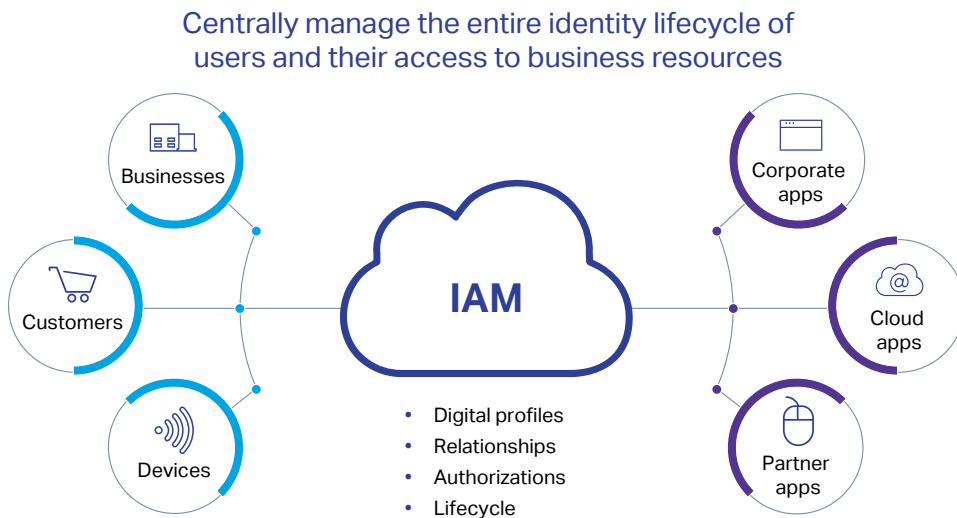 Centrally manage the entire identity lifecycle of
users and their access to business resources
Businesses
Customers
Devices
IAM
• Digital profiles
• Relationships
• Authorizations
• Lifecycle
Corporate
apps
@
Cloud
apps
Partner
apps